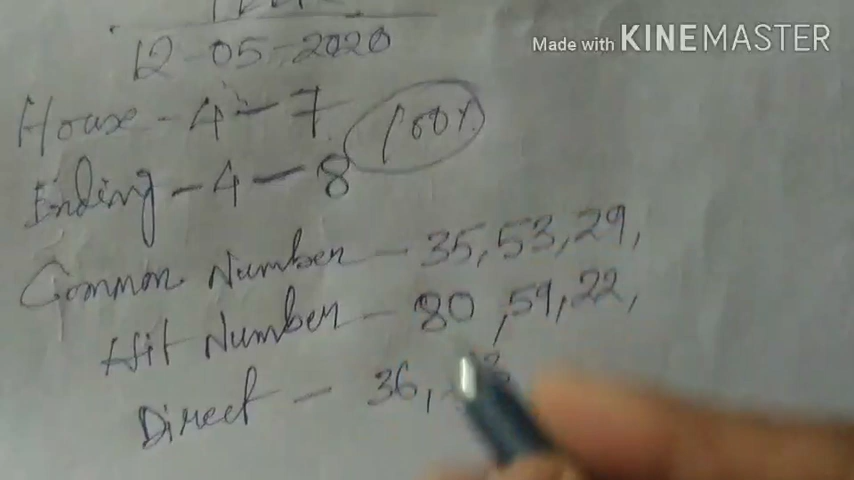 Made with KINEMASTER
12-05-2020
House - 4 - 7
100%
Ending - 4 - 8
Common Number - 35, 53, 29,
Hit Number - 80, 59, 22,
Direct - 36,